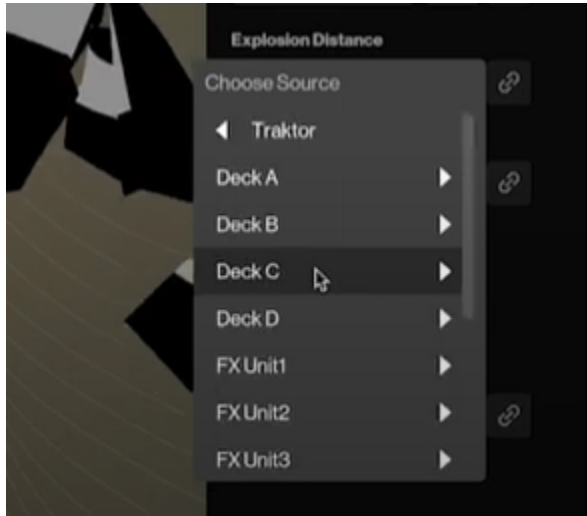 Explosion Distance
Choose Source
Traktor
Deck A
Deck B
Deck C
Deck D
FX Unit1
FX Unit2
FX Unit3